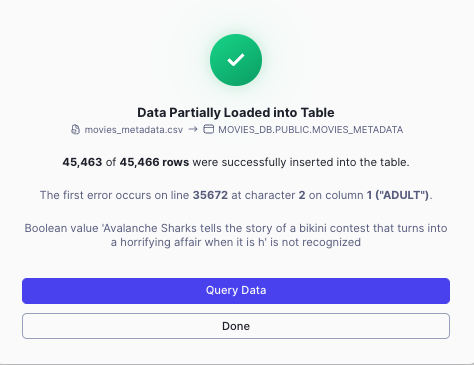 Data Partially Loaded into Table
movies_metadata.csv → MOVIES_DB.PUBLIC.MOVIES_METADATA
45,463 of 45,466 rows were successfully inserted into the table.
The first error occurs on line 35672 at character 2 on column 1 ("ADULT").
Boolean value 'Avalanche Sharks tells the story of a bikini contest that turns into
a horrifying affair when it is h' is not recognized
Query Data
Done